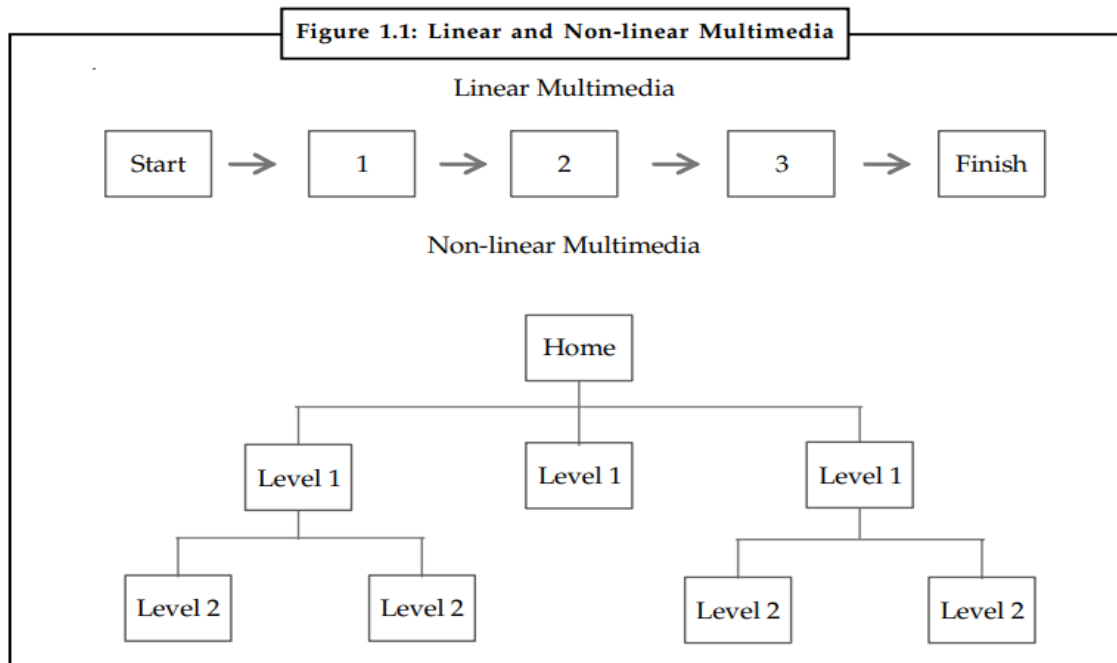 Figure 1.1: Linear and Non-linear Multimedia
Linear Multimedia
Start 1 2 3 Finish
Non-linear Multimedia
Home
Level 1 Level 1 Level 1
Level 2 Level 2 Level 2 Level 2